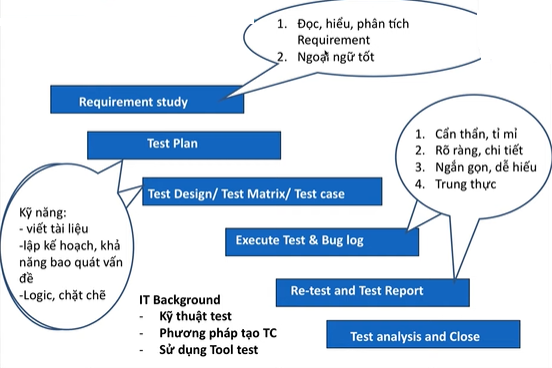 1. Đọc, hiểu, phân tích
Requirement
2. Ngoại ngữ tốt
Requirement study
Test Plan
1. Cẩn thẩn, tỉ mỉ
2. Rõ ràng, chi tiết
3. Ngắn gọn, dễ hiểu
4. Trung thực
Test Design/ Test Matrix/ Test case
Kỹ năng:
- viết tài liệu
-lập kế hoạch, khả
năng bao quát vấn
đề
-Logic, chặt chẽ
Execute Test & Bug log
Re-test and Test Report
IT Background
- Kỹ thuật test
- Phương pháp tạo TC
- Sử dụng Tool test
Test analysis and Close